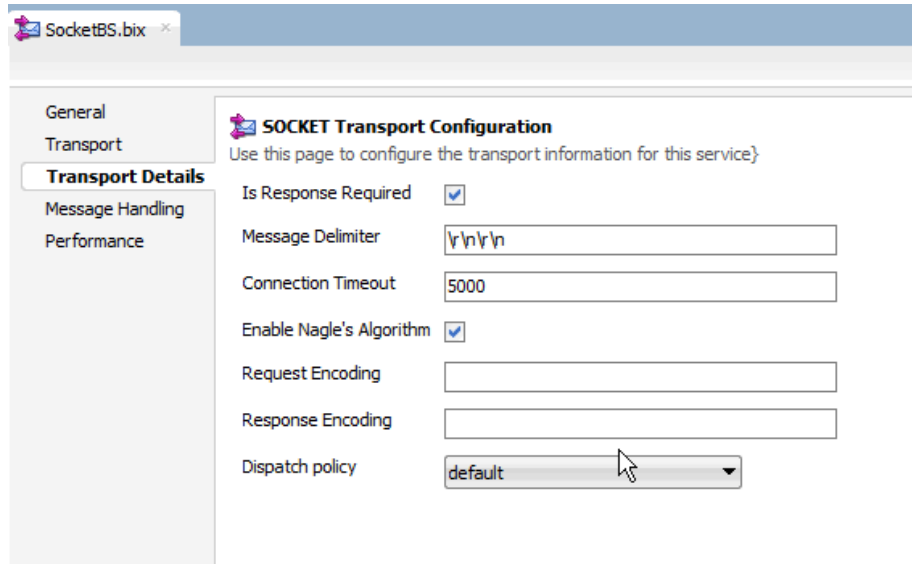 SocketBS.bix
General
Transport
Transport Details
Message Handling
Performance
SOCKET Transport Configuration
Use this page to configure the transport information for this service}
Is Response Required
Message Delimiter \r\n\r\n
Connection Timeout 5000
Enable Nagle's Algorithm
Request Encoding
Response Encoding
Dispatch policy default